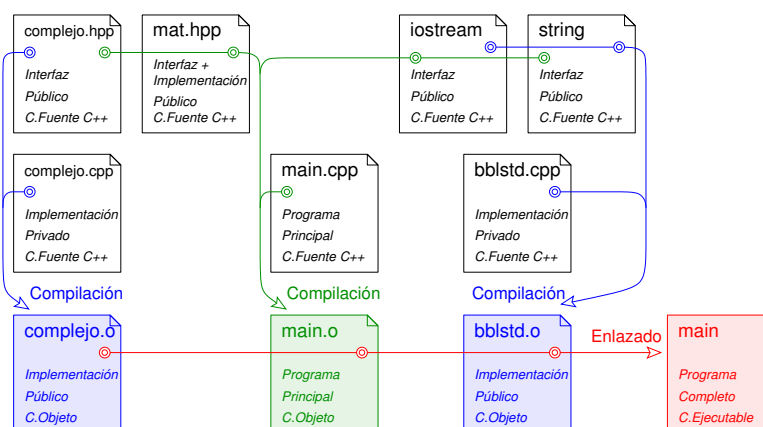 complejo.hpp
Interfaz
Público
C.Fuente C++
mat.hpp
Interfaz +
Implementación
Público
C.Fuente C++
iostream
Interfaz
Público
C.Fuente C++
string
Interfaz
Público
C.Fuente C++
complejo.cpp
Implementación
Privado
C.Fuente C++
main.cpp
Programa
Principal
C.Fuente C++
bblstd.cpp
Implementación
Privado
C.Fuente C++
Compilación
Compilación
Compilación
complejo.o
Implementación
Público
C.Objeto
main.o
Programa
Principal
C.Objeto
bblstd.o
Implementación
Público
C.Objeto
Enlazado
main
Programa
Completo
C.Ejecutable